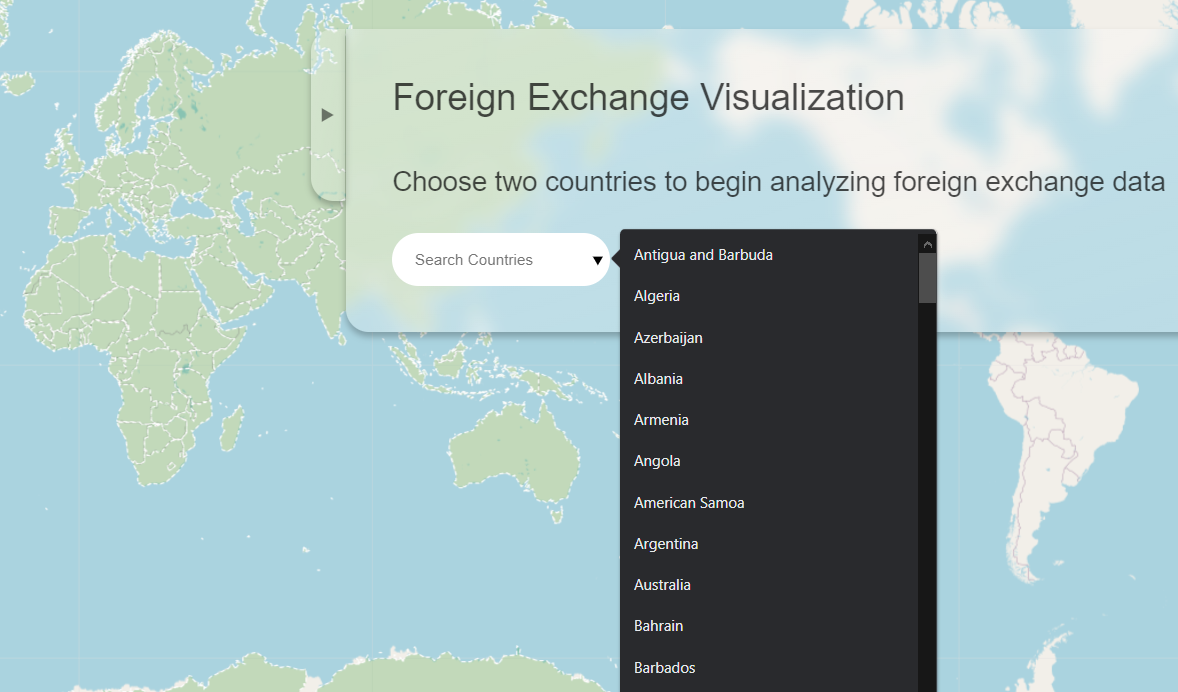 Foreign Exchange Visualization
Choose two countries to begin analyzing foreign exchange data
Search Countries
Antigua and Barbuda
Algeria
Azerbaijan
Albania
Armenia
Angola
American Samoa
Argentina
Australia
Bahrain
Barbados